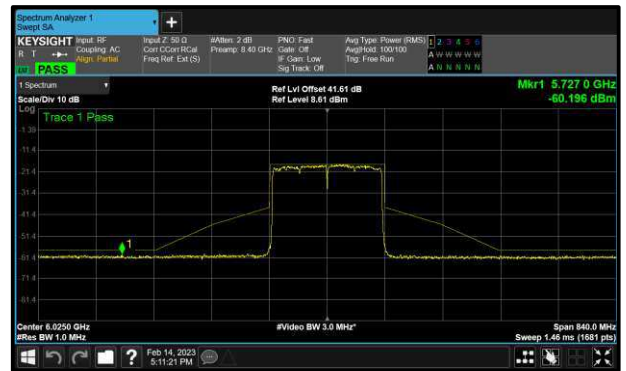 Spectrum Analyzer 1
Swept SA
+
KEYSIGHT Input: RF
R T Coupling: AC
Align: Partial
LXI PASS
Input Z: 50 Ω
Corr CCorr RCal
Freq Ref: Ext (S)
#Atten: 2 dB
Preamp: 8.40 GHz
PNO: Fast
Gate: Off
IF Gain: Low
Sig Track: Off
Avg Type: Power (RMS)
Avg|Hold: 100/100
Trig: Free Run
1 2 3 4 5 6
A W W W W W
A N N N N N
1 Spectrum
Scale/Div 10 dB
Ref Lvl Offset 41.61 dB
Ref Level 8.61 dBm
Mkr1 5.727 0 GHz
-60.196 dBm
Log
Trace 1 Pass
-1.39
-11.4
-21.4
-31.4
-41.4
-51.4
1
-61.4
-71.4
-81.4
Center 6.0250 GHz
#Res BW 1.0 MHz
#Video BW 3.0 MHz*
Span 840.0 MHz
Sweep 1.46 ms (1681 pts)
?
Feb 14, 2023
5:11:21 PM